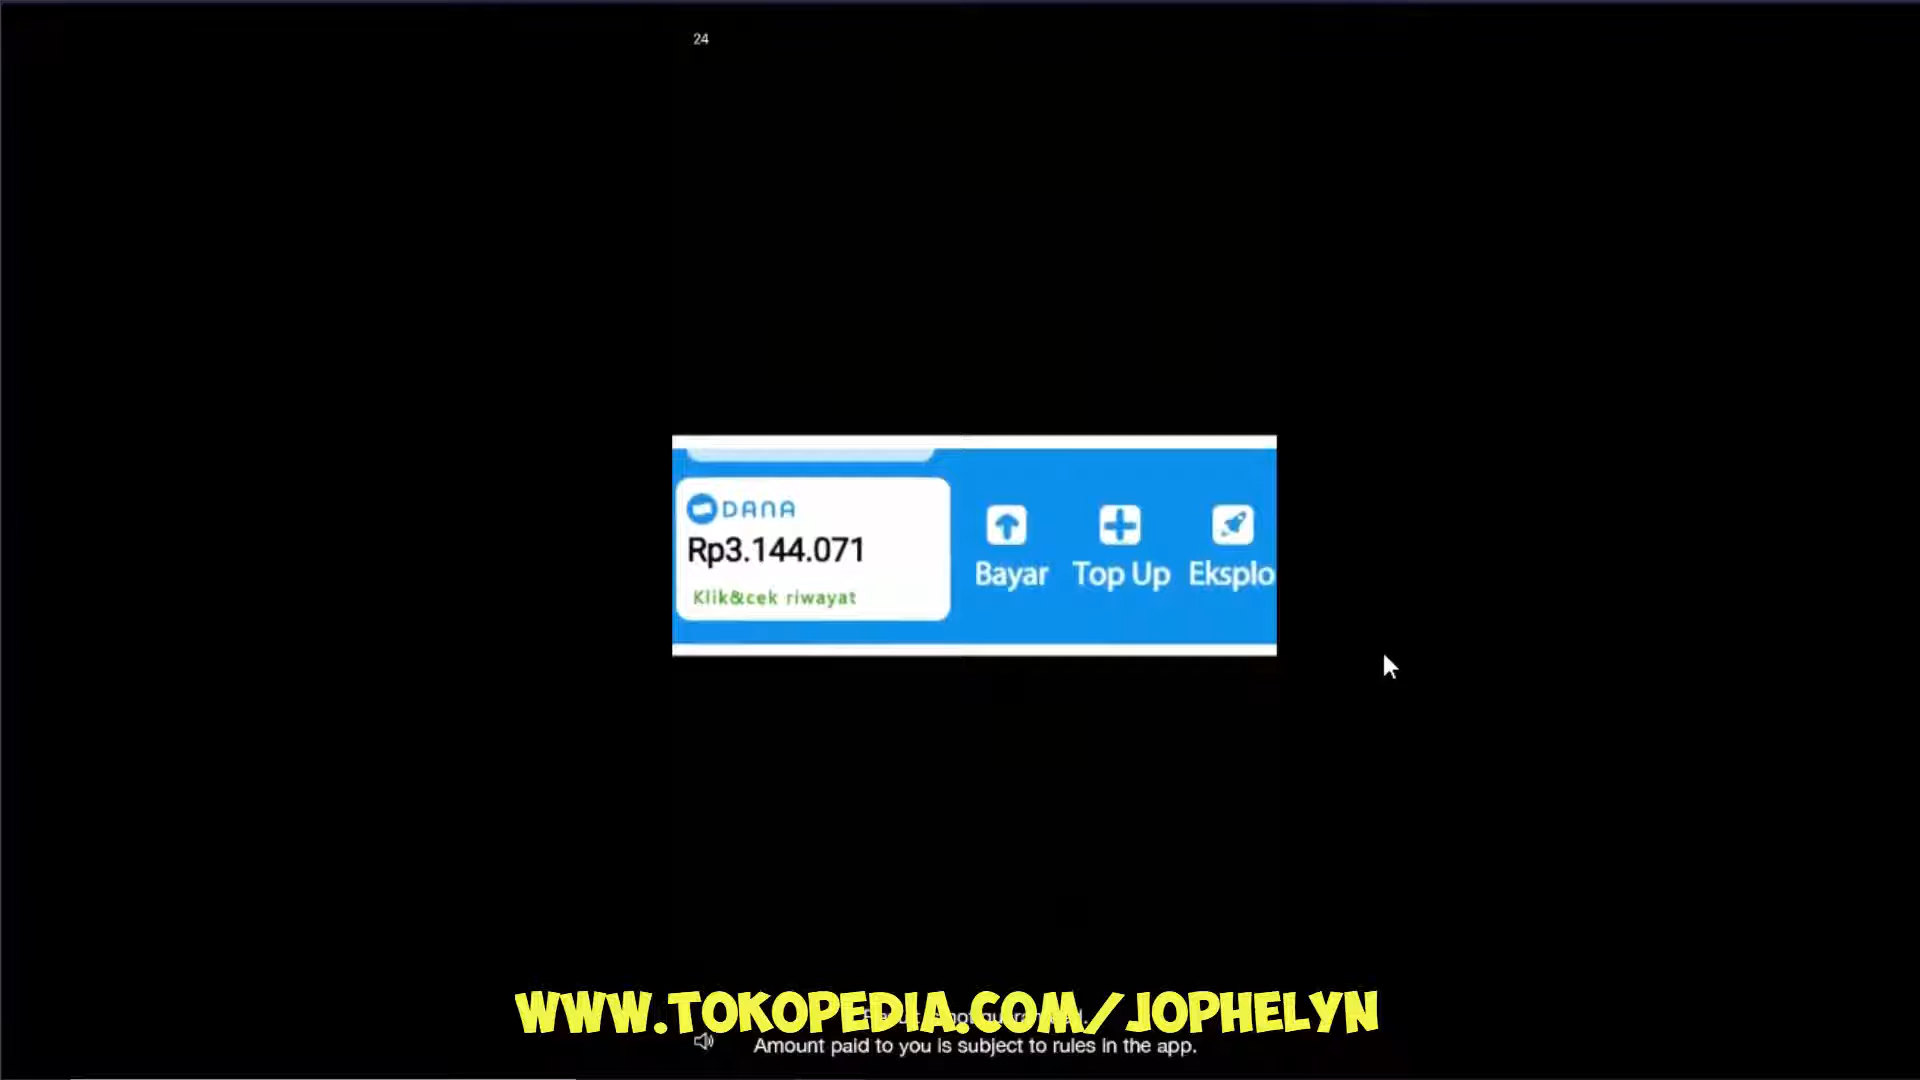 24
DANA
Rp3.144.071
Klik&cek riwayat
Bayar
Top Up
Eksplo
WWW.TOKOPEDIA.COM/JOPHELYN
Amount paid to you is subject to rules in the app.